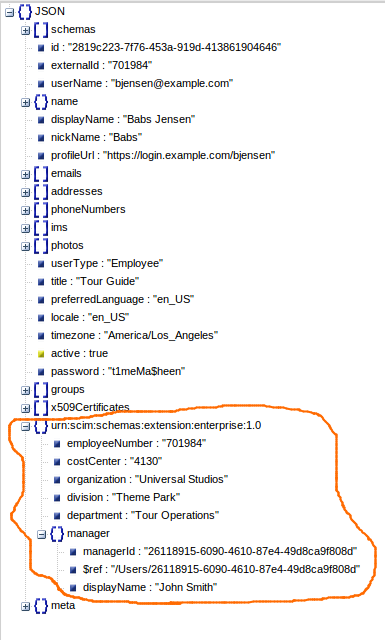 JSON
schemas
id : "2819c223-7f76-453a-919d-413861904646"
externalId : "701984"
userName : "bjensen@example.com"
name
displayName : "Babs Jensen"
nickName : "Babs"
profileUrl : "https://login.example.com/bjensen"
emails
addresses
phoneNumbers
ims
photos
userType : "Employee"
title : "Tour Guide"
preferredLanguage : "en_US"
locale : "en_US"
timezone : "America/Los_Angeles"
active : true
password : "t1meMa$heen"
groups
x509Certificates
urn:scim:schemas:extension:enterprise:1.0
employeeNumber : "701984"
costCenter : "4130"
organization : "Universal Studios"
division : "Theme Park"
department : "Tour Operations"
manager
managerId : "26118915-6090-4610-87e4-49d8ca9f808d"
$ref : "/Users/26118915-6090-4610-87e4-49d8ca9f808d"
displayName : "John Smith"
meta